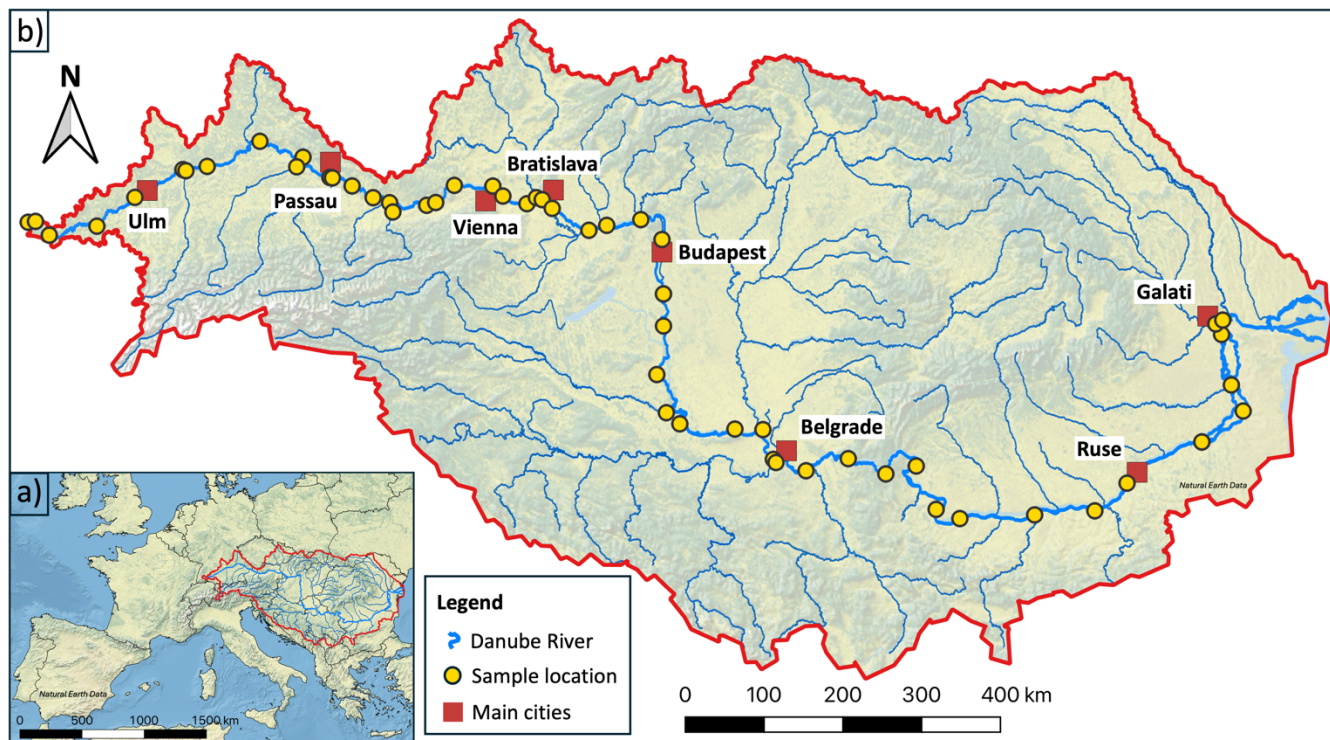 b)
N
Ulm
Passau
Vienna
Bratislava
Budapest
Belgrade
Galati
Ruse
Natural Earth Data
a)
Natural Earth Data
0 500 1000 1500 km
Legend
Danube River
Sample location
Main cities
0 100 200 300 400 km